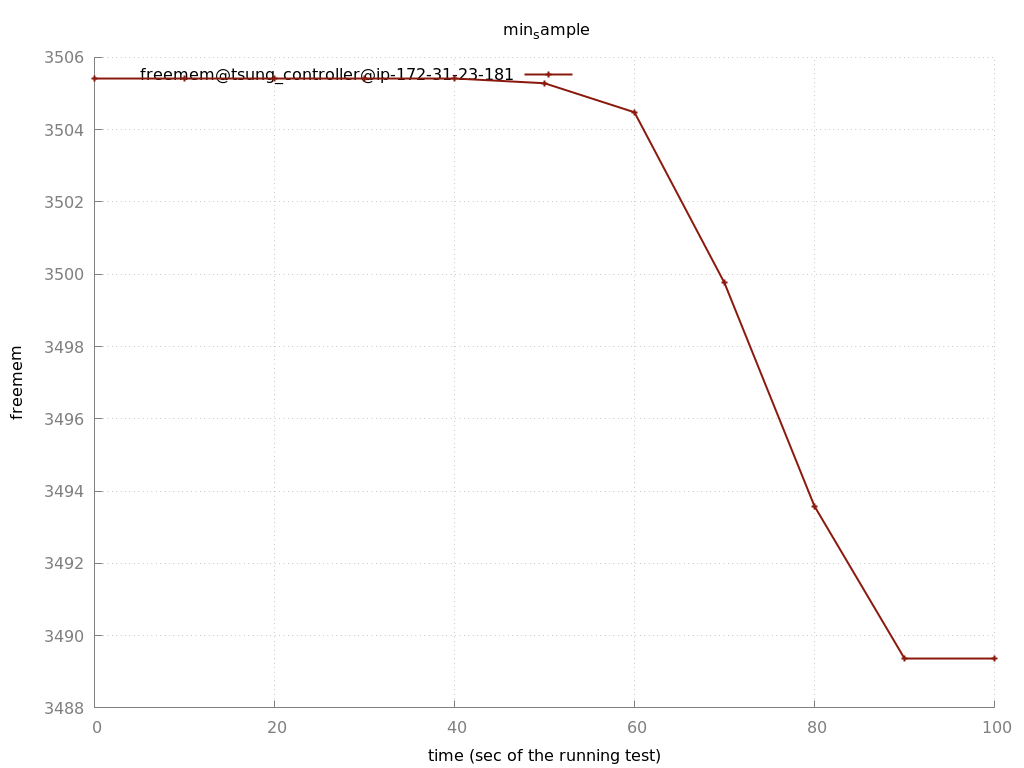 min_sample
3506
freemem@tsung_controller@ip-172-31-23-181
3504
3502
3500
3498
3496
3494
3492
3490
3488
freemem
0 20 40 60 80 100
time (sec of the running test)